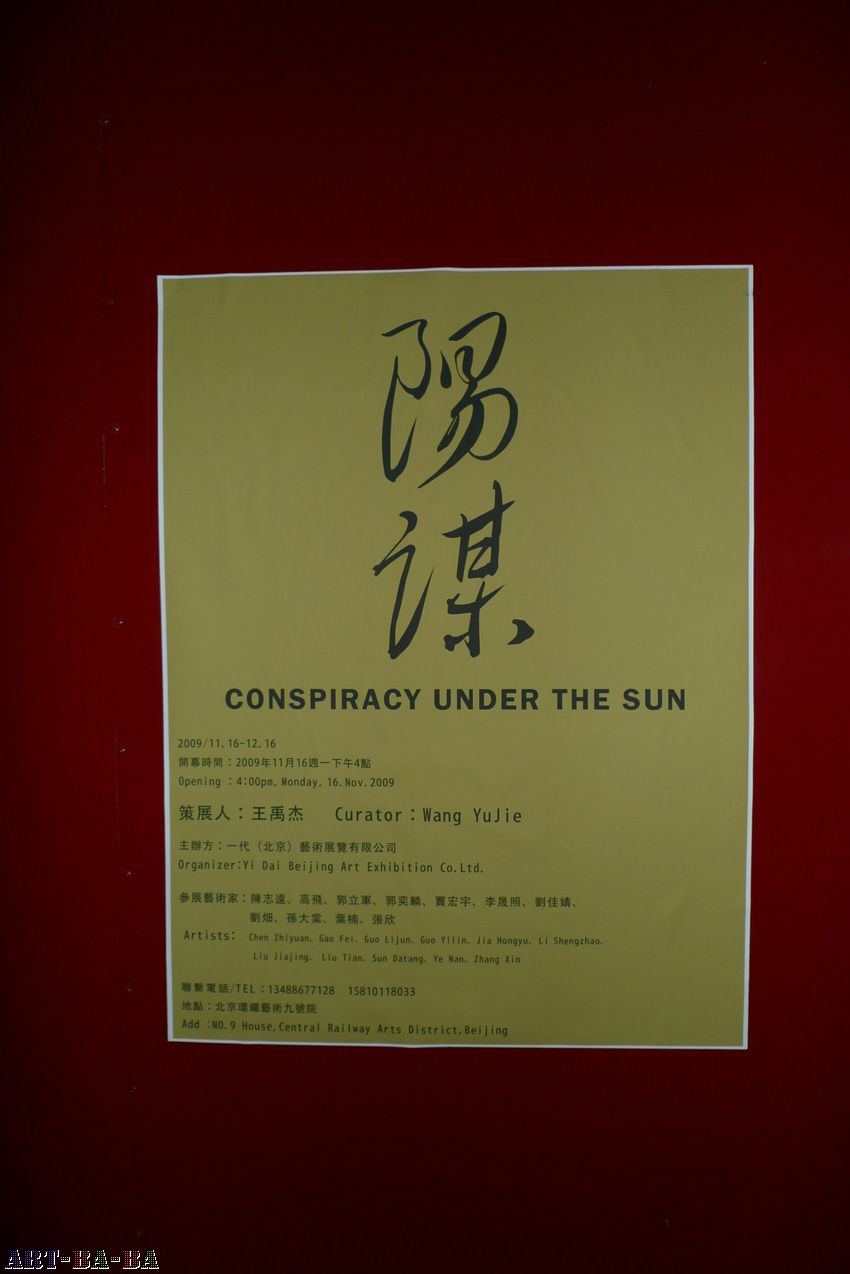 陽
謀
CONSPIRACY UNDER THE SUN
2009/11.16-12.16
開幕時間：2009年11月16週一下午4點
Opening：4:00pm, Monday, 16.Nov.2009
策展人：王禹杰 Curator：Wang YuJie
主辦方：一代（北京）藝術展覽有限公司
Organizer:Yi Dai Beijing Art Exhibition Co.Ltd.
參展藝術家：陳志遠、高飛、郭立軍、郭奕麟、賈宏宇、李晟照、劉佳婧、
劉畑、孫大棠、葉楠、張欣
Artists: Chen Zhiyuan、Gao Fei、Guo Lijun、Guo Yilin、Jia Hongyu、Li Shengzhao、
Liu Jiajing、 Liu Tian、Sun Datang、Ye Nan、Zhang Xin
聯繫電話/TEL：13488677128 15810118033
地點：北京環鐵藝術九號院
Add :NO.9 House,Central Railway Arts District,Beijing
ART-BA-BA